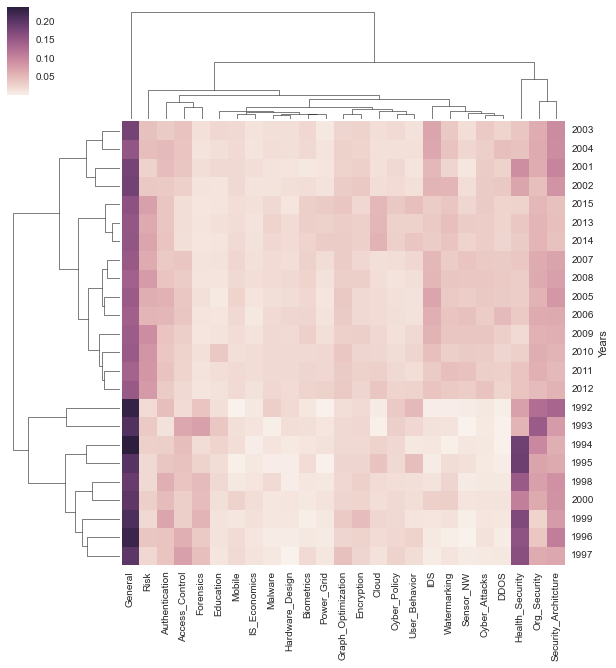 0.20
0.15
0.10
0.05
2003
2004
2001
2002
2015
2013
2014
2007
2008
2005
2006
2009
2010
2011
2012
1992
1993
1994
1995
1998
2000
1999
1996
1997
Years
General
Risk
Authentication
Access_Control
Forensics
Education
Mobile
IS_Economics
Malware
Hardware_Design
Biometrics
Power_Grid
Graph_Optimization
Encryption
Cloud
Cyber_Policy
User_Behavior
IDS
Watermarking
Sensor_NW
Cyber_Attacks
DDOS
Health_Security
Org_Security
Security_Archicture